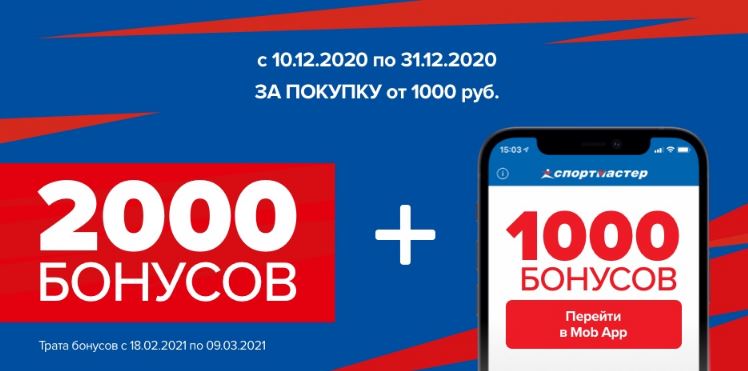 с 10.12.2020 по 31.12.2020
ЗА ПОКУПКУ от 1000 руб.
2000
БОНУСОВ
+
15:03
спортмастер
1000
БОНУСОВ
Перейти
в Mob App
Трата бонусов с 18.02.2021 по 09.03.2021